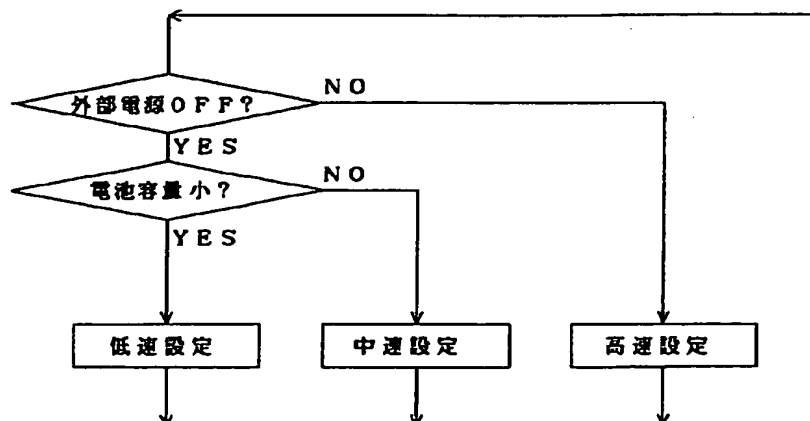 外部電源OFF?
NO
YES
電池容量小?
NO
YES
低速設定
中速設定
高速設定